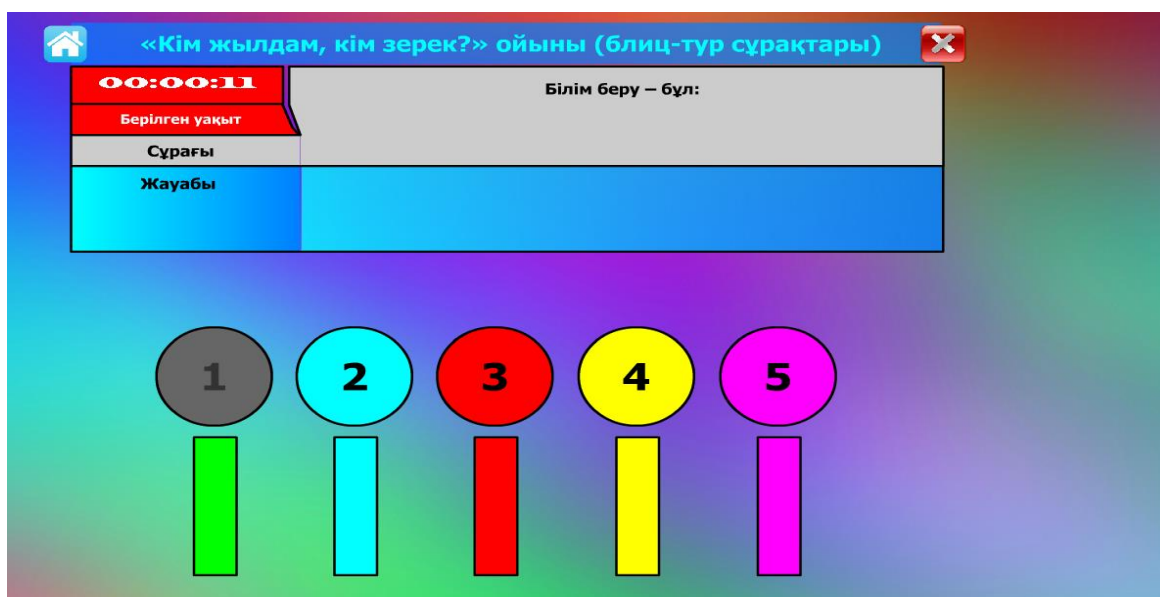 «Кім жылдам, кім зерек?» ойыны (блиц-тур сұрақтары)
00:00:11
Білім беру – бұл:
Берілген уақыт
Сұрағы
Жауабы
1 2 3 4 5